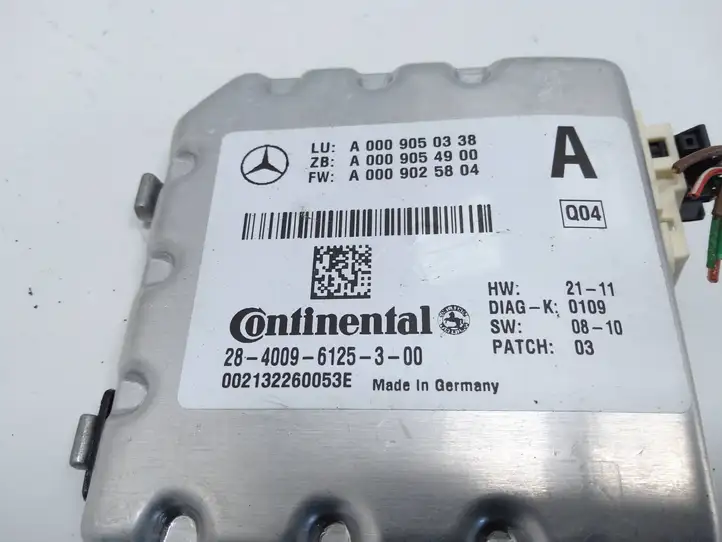 LU: A 000 905 03 38
ZB: A 000 905 49 00
FW: A 000 902 58 04
A
Q04
Continental
28-4009-6125-3-00
002132260053E Made in Germany
HW: 21-11
DIAG-K: 0109
SW: 08-10
PATCH: 03